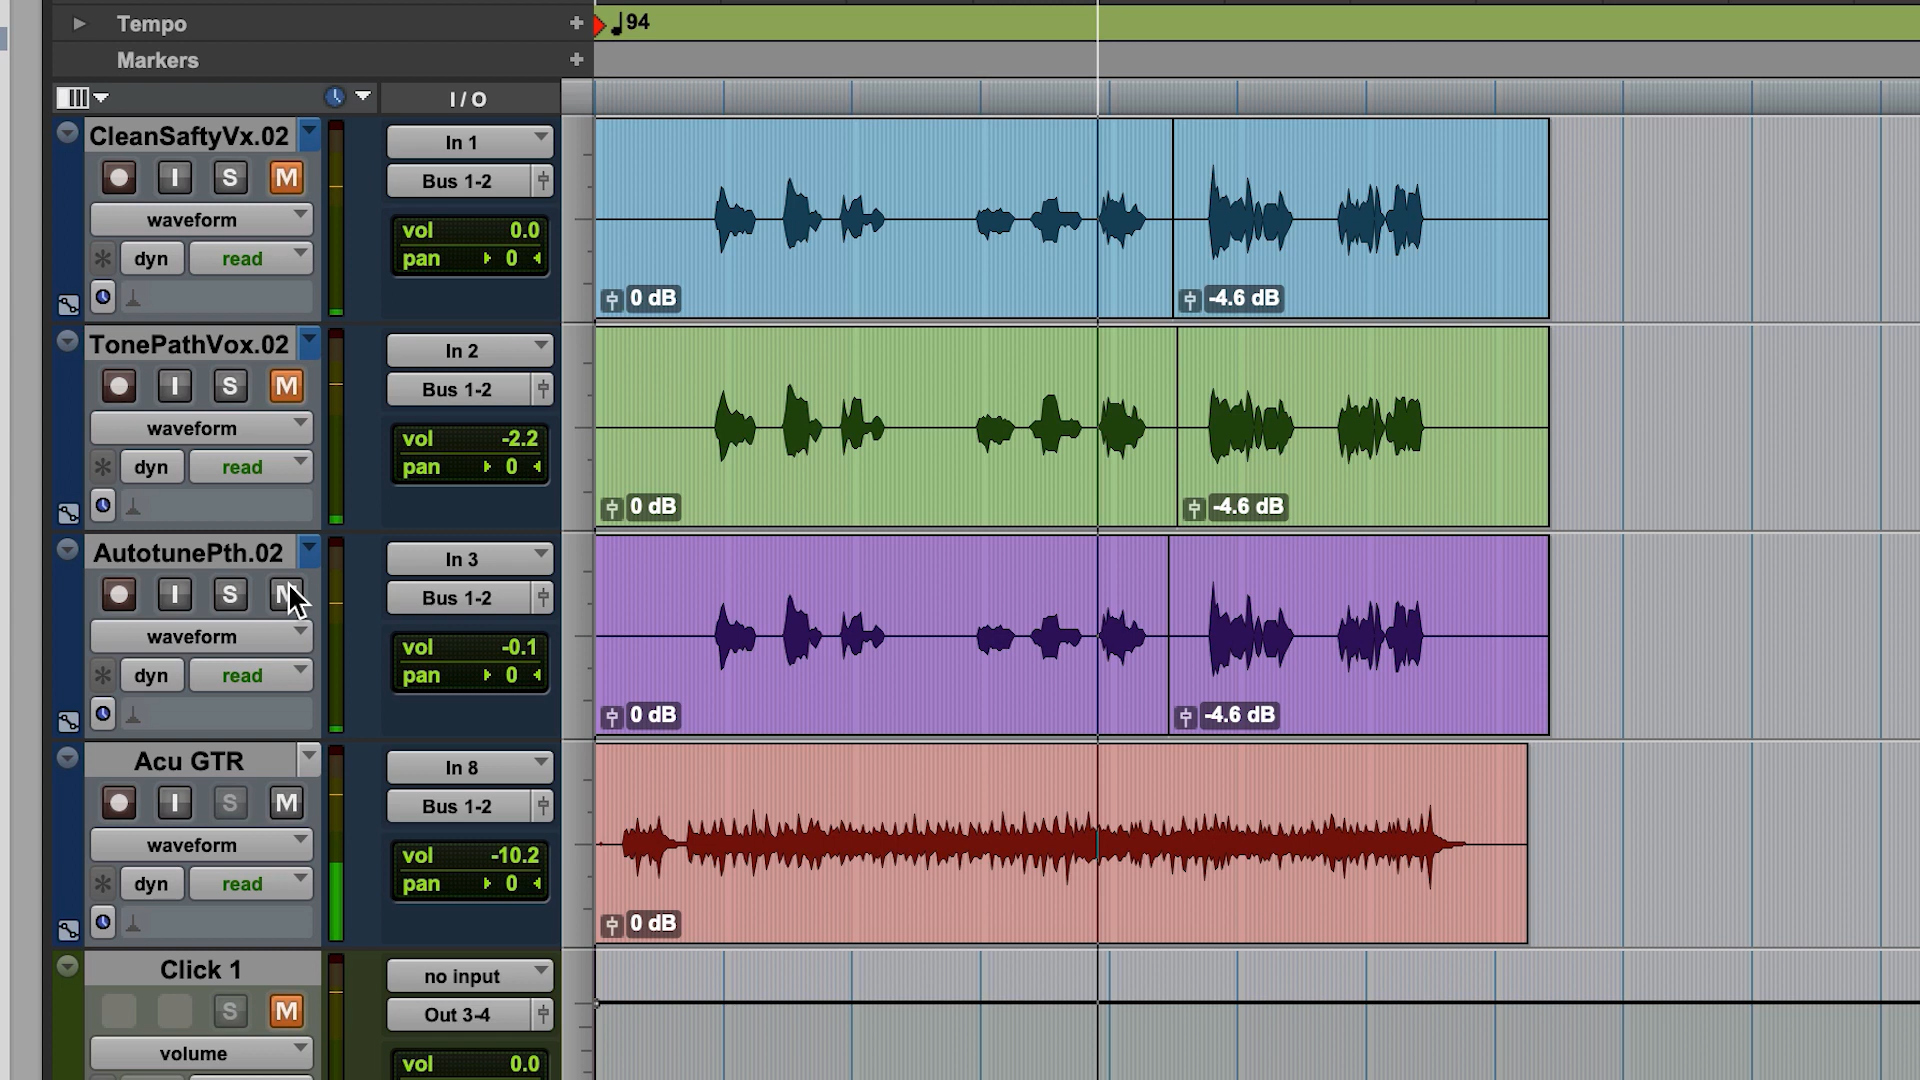 Tempo
94
Markers
I / O
CleanSaftyVx.02
I S M
waveform
dyn read
In 1
Bus 1-2
vol 0.0
pan 0
0 dB
-4.6 dB
TonePathVox.02
I S M
waveform
dyn read
In 2
Bus 1-2
vol -2.2
pan 0
0 dB
-4.6 dB
AutotunePth.02
I S M
waveform
dyn read
In 3
Bus 1-2
vol -0.1
pan 0
0 dB
-4.6 dB
Acu GTR
I S M
waveform
dyn read
In 8
Bus 1-2
vol -10.2
pan 0
0 dB
Click 1
S M
volume
no input
Out 3-4
vol 0.0